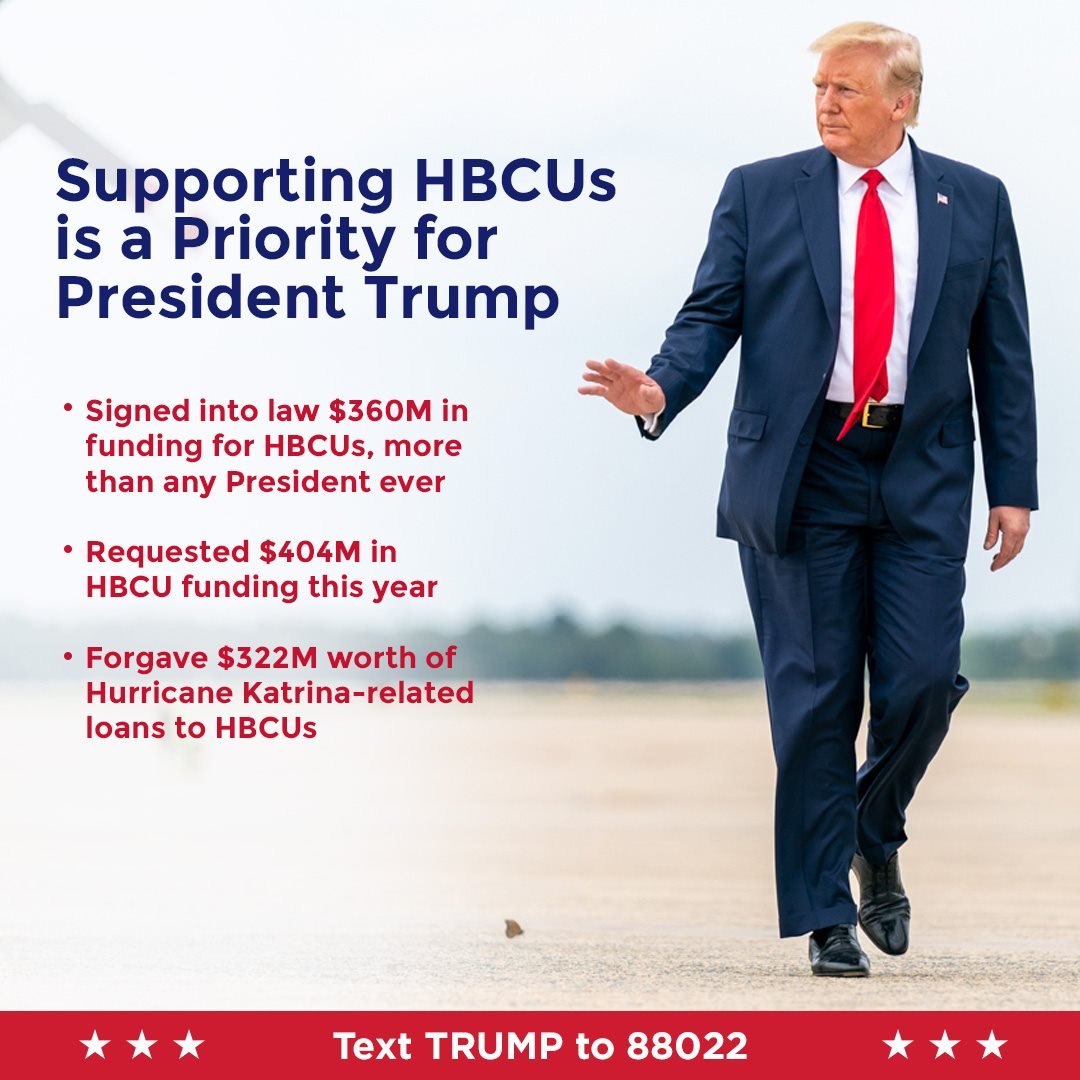 Supporting HBCUs
is a Priority for
President Trump
• Signed into law $360M in
funding for HBCUs, more
than any President ever
• Requested $404M in
HBCU funding this year
• Forgave $322M worth of
Hurricane Katrina-related
loans to HBCUs
★ ★ ★ Text TRUMP to 88022 ★ ★ ★